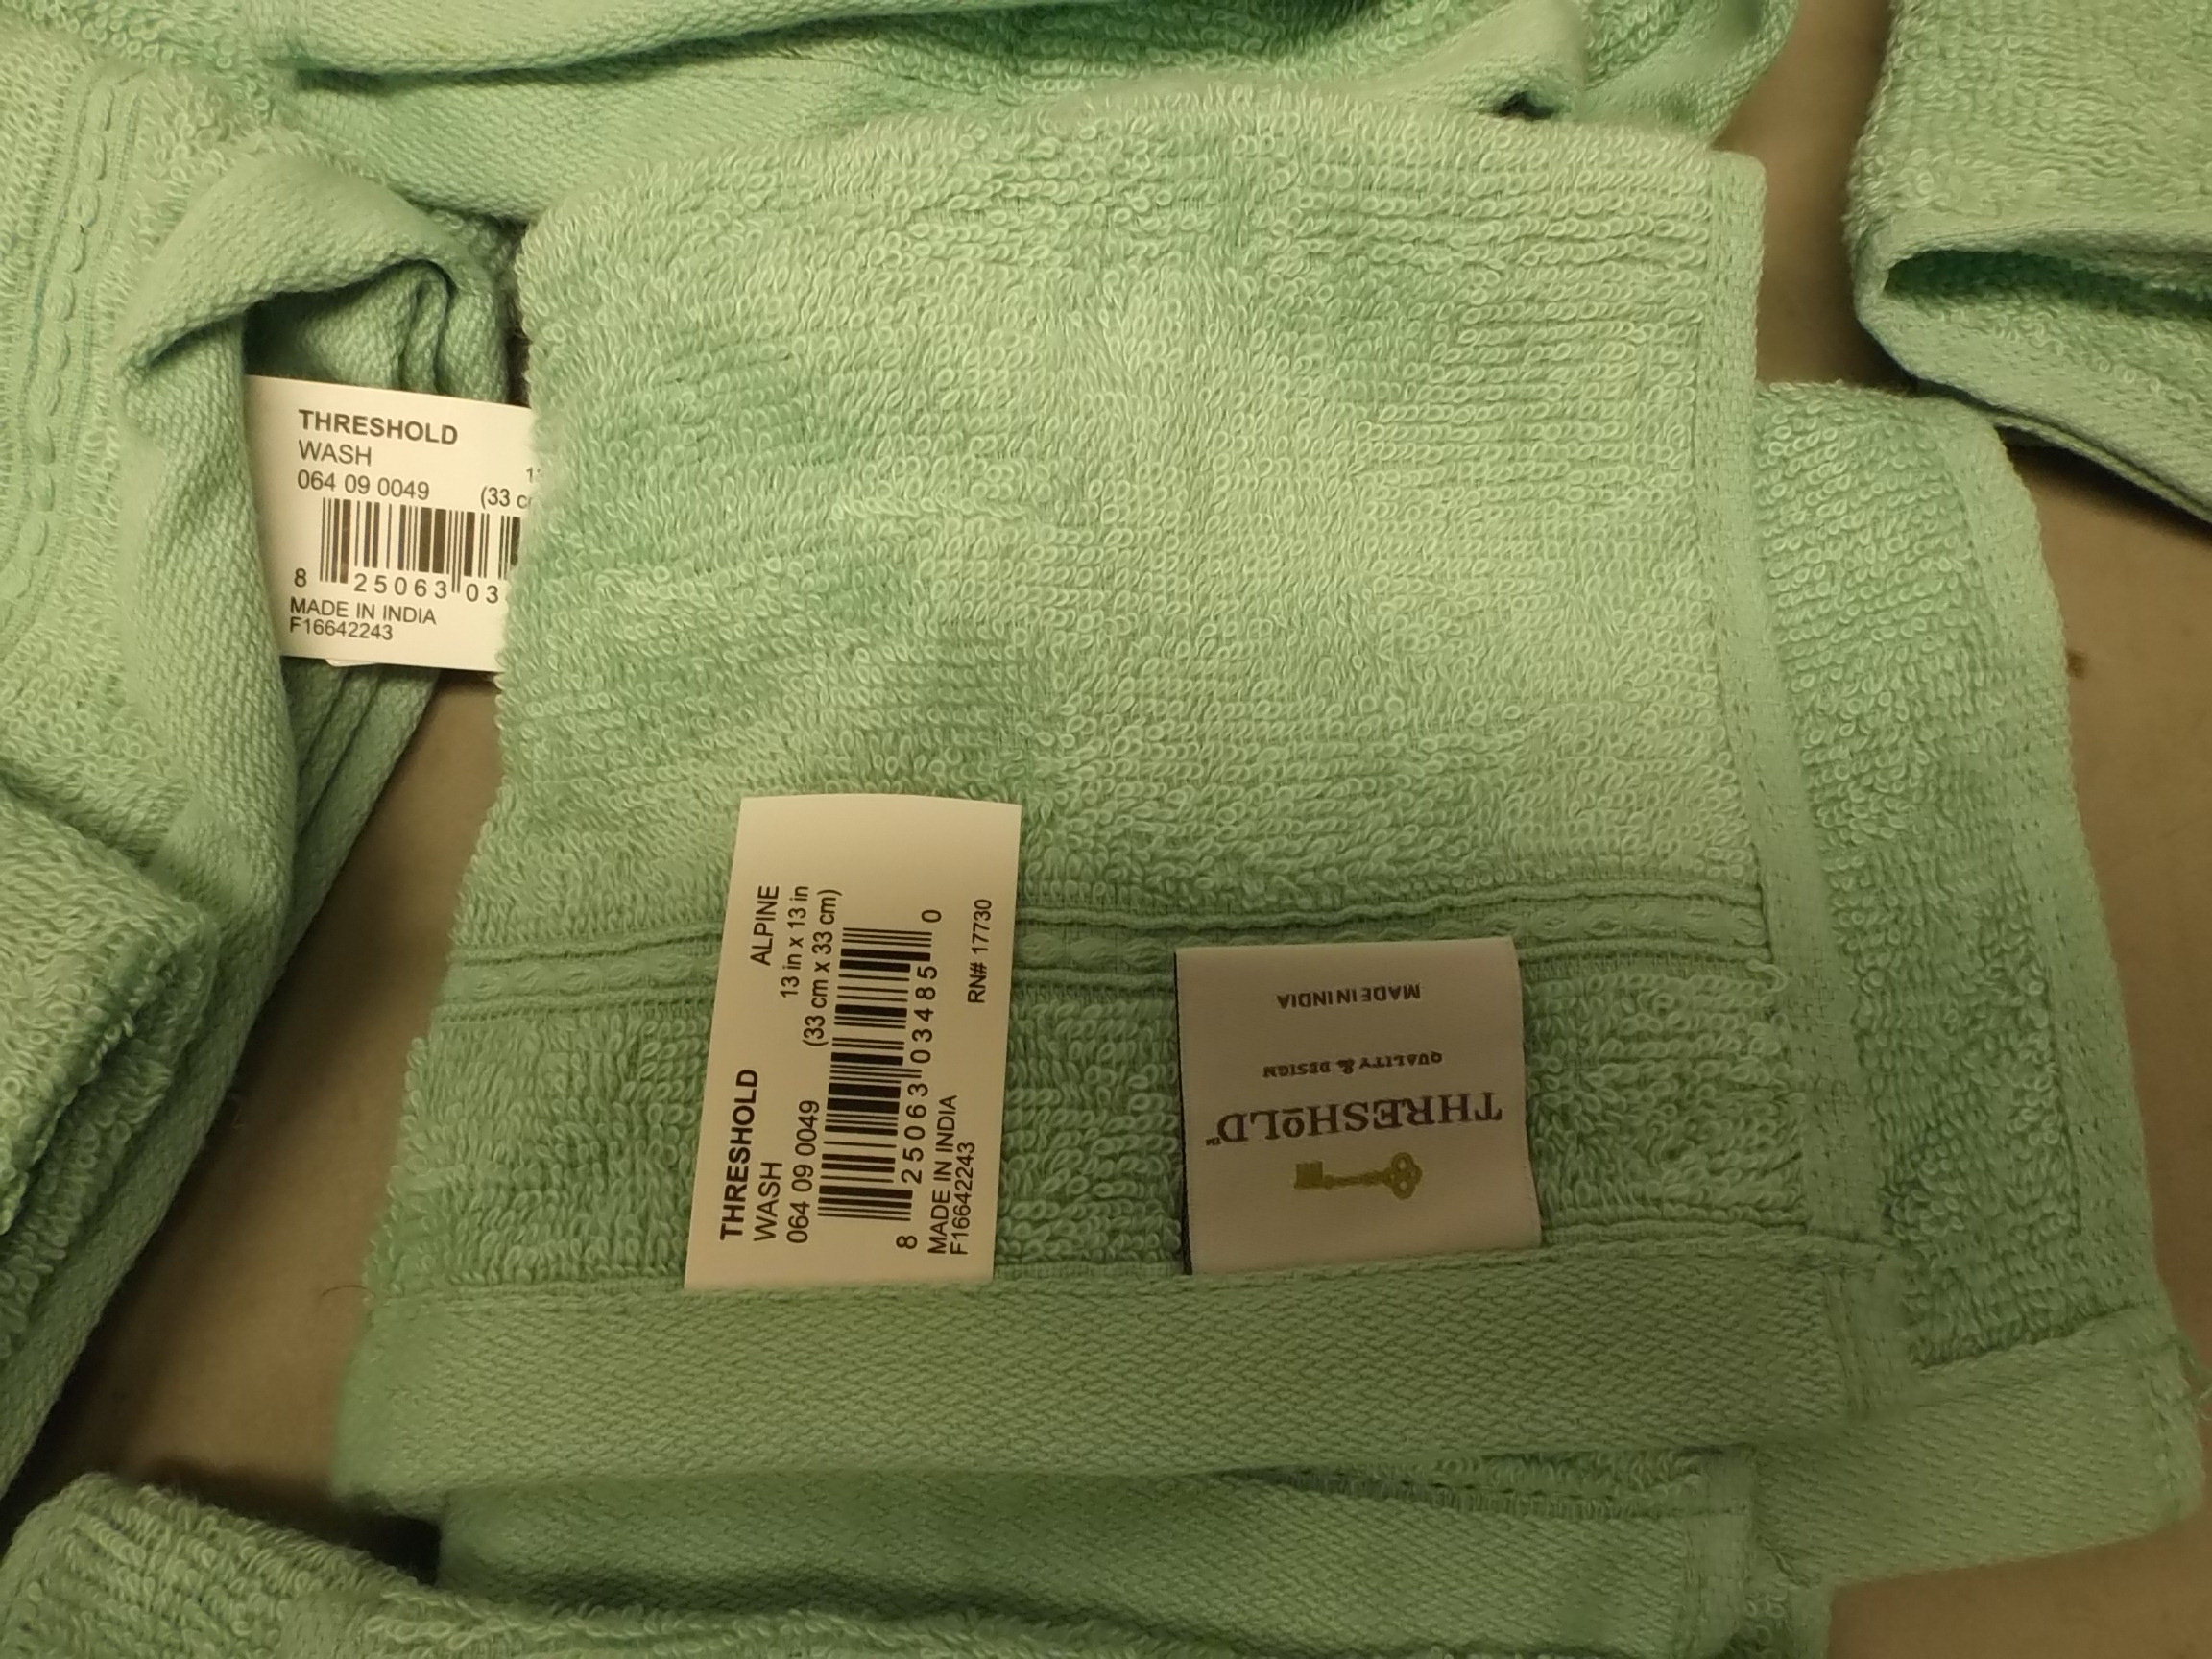 THRESHOLD
WASH
064 09 0049
(33
8 25063 03
MADE IN INDIA
F16642243
THRESHOLD
WASH ALPINE
064 09 0049 13 in x 13 in
(33 cm x 33 cm)
8 25063 03485 0
MADE IN INDIA
F16642243 RN# 17730
THRESHOLD™
QUALITY & DESIGN
MADE IN INDIA